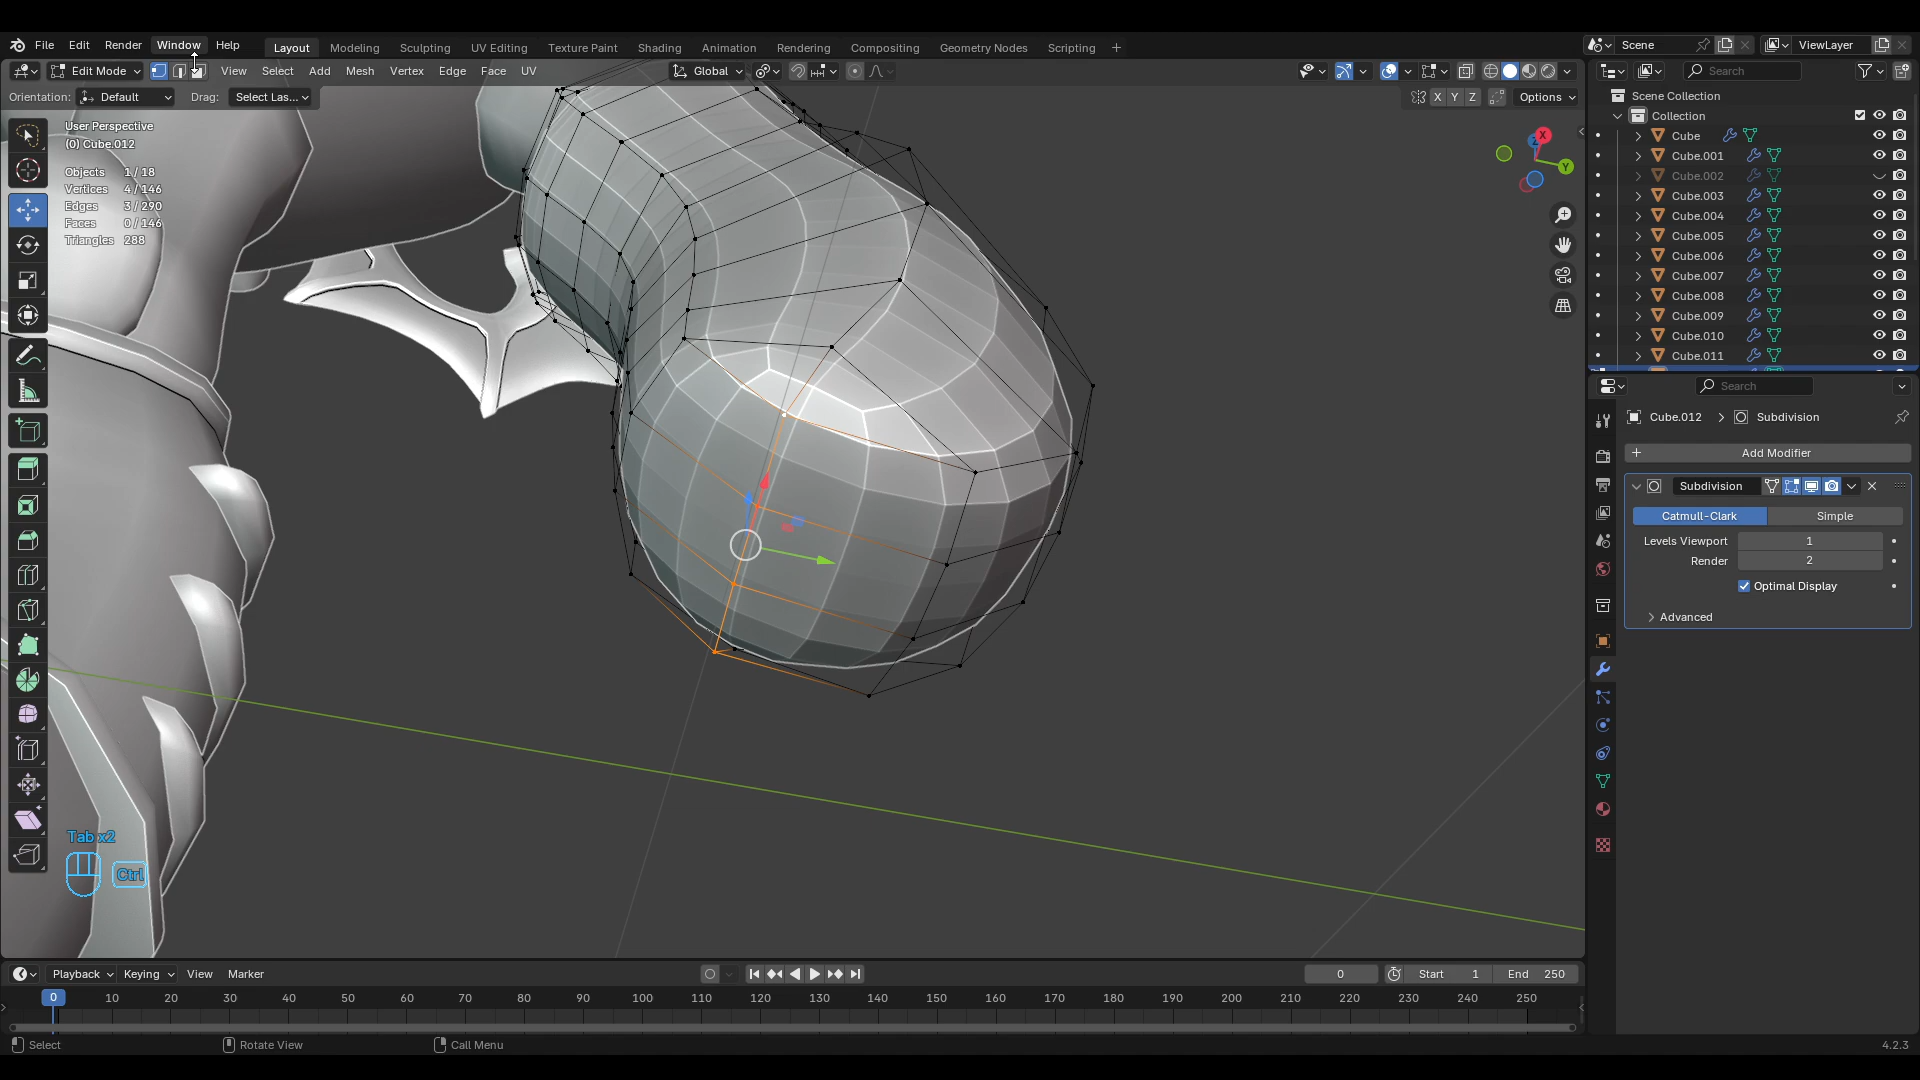 File Edit Render Window Help
Layout Modeling Sculpting UV Editing Texture Paint Shading Animation Rendering Compositing Geometry Nodes Scripting +
Scene
ViewLayer
Edit Mode View Select Add Mesh Vertex Edge Face UV
Global
Search
Orientation: Default Drag: Select Las...
X Y Z Options
Scene Collection
Collection
Cube
Cube.001
Cube.002
Cube.003
Cube.004
Cube.005
Cube.006
Cube.007
Cube.008
Cube.009
Cube.010
Cube.011
User Perspective
(0) Cube.012
Objects 1 / 18
Vertices 4 / 146
Edges 3 / 290
Faces 0 / 146
Triangles 288
X
Y
Z
Search
Cube.012 > Subdivision
+ Add Modifier
Subdivision
Catmull-Clark Simple
Levels Viewport 1
Render 2
Optimal Display
Advanced
Tab x2
Ctrl
Playback Keying View Marker
0
Start 1 End 250
0 10 20 30 40 50 60 70 80 90 100 110 120 130 140 150 160 170 180 190 200 210 220 230 240 250
Select Rotate View Call Menu
4.2.3